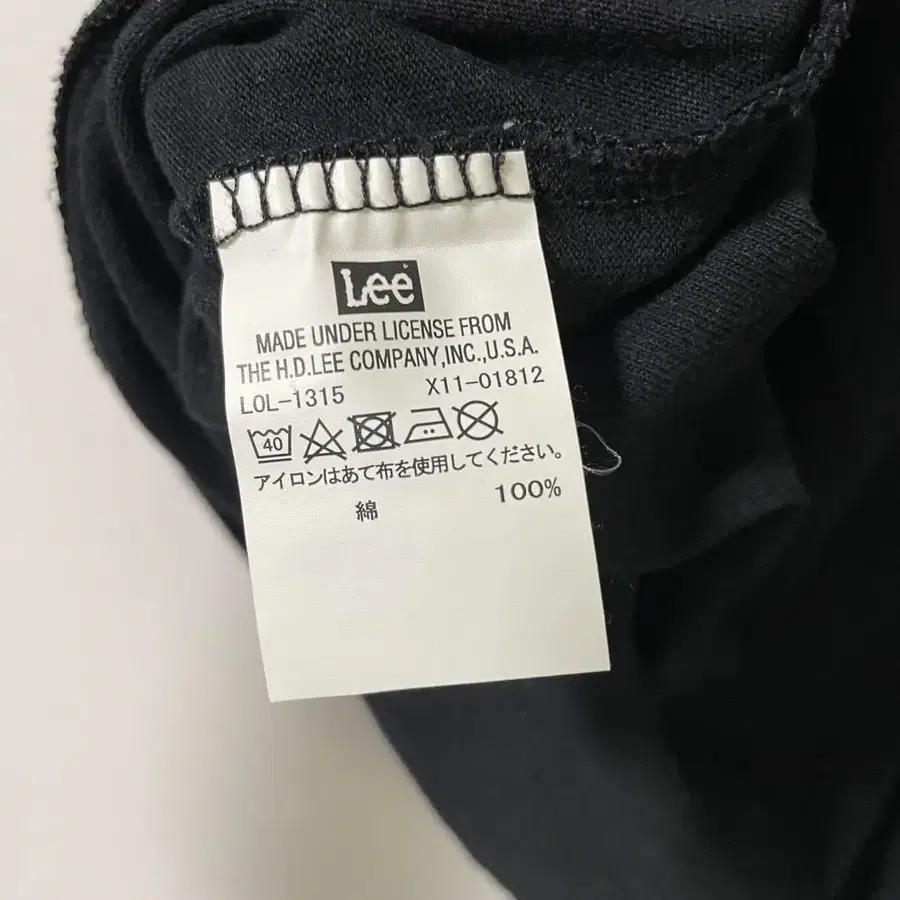 Lee
MADE UNDER LICENSE FROM
THE H.D.LEE COMPANY,INC.,U.S.A.
LOL-1315 X11-01812
40
アイロンはあて布を使用してください。
綿 100%